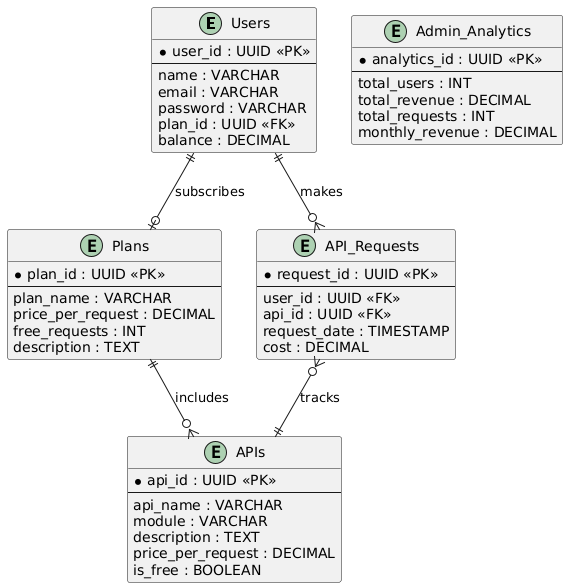 E Users
* user_id : UUID «PK»
name : VARCHAR
email : VARCHAR
password : VARCHAR
plan_id : UUID «FK»
balance : DECIMAL
E Admin_Analytics
* analytics_id : UUID «PK»
total_users : INT
total_revenue : DECIMAL
total_requests : INT
monthly_revenue : DECIMAL
subscribes
makes
E Plans
* plan_id : UUID «PK»
plan_name : VARCHAR
price_per_request : DECIMAL
free_requests : INT
description : TEXT
E API_Requests
* request_id : UUID «PK»
user_id : UUID «FK»
api_id : UUID «FK»
request_date : TIMESTAMP
cost : DECIMAL
includes
tracks
E APIs
* api_id : UUID «PK»
api_name : VARCHAR
module : VARCHAR
description : TEXT
price_per_request : DECIMAL
is_free : BOOLEAN